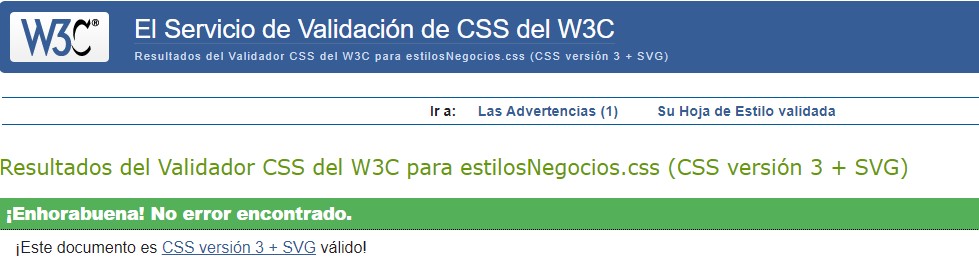 W3C®
El Servicio de Validación de CSS del W3C
Resultados del Validador CSS del W3C para estilosNegocios.css (CSS versión 3 + SVG)
Ir a: Las Advertencias (1) Su Hoja de Estilo validada
Resultados del Validador CSS del W3C para estilosNegocios.css (CSS versión 3 + SVG)
¡Enhorabuena! No error encontrado.
¡Este documento es CSS versión 3 + SVG válido!